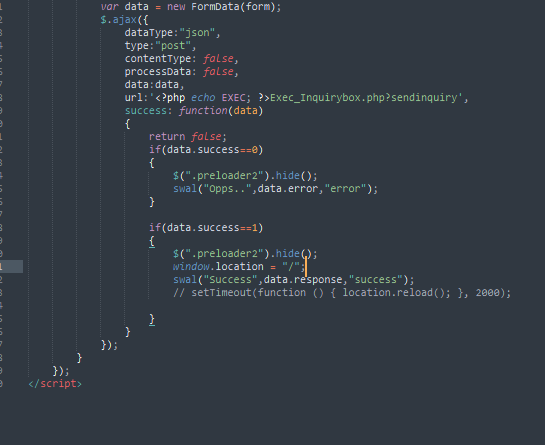 var data = new FormData(form);
$.ajax({
dataType:"json",
type:"post",
contentType: false,
processData: false,
data:data,
url:'<?php echo EXEC; ?>Exec_Inquirybox.php?sendinquiry',
success: function(data)
{
return false;
if(data.success==0)
{
$(".preloader2").hide();
swal("Opps..",data.error,"error");
}
if(data.success==1)
{
$(".preloader2").hide();
window.location = "/";
swal("Success",data.response,"success");
// setTimeout(function () { location.reload(); }, 2000);
}
}
});
}
});
</script>